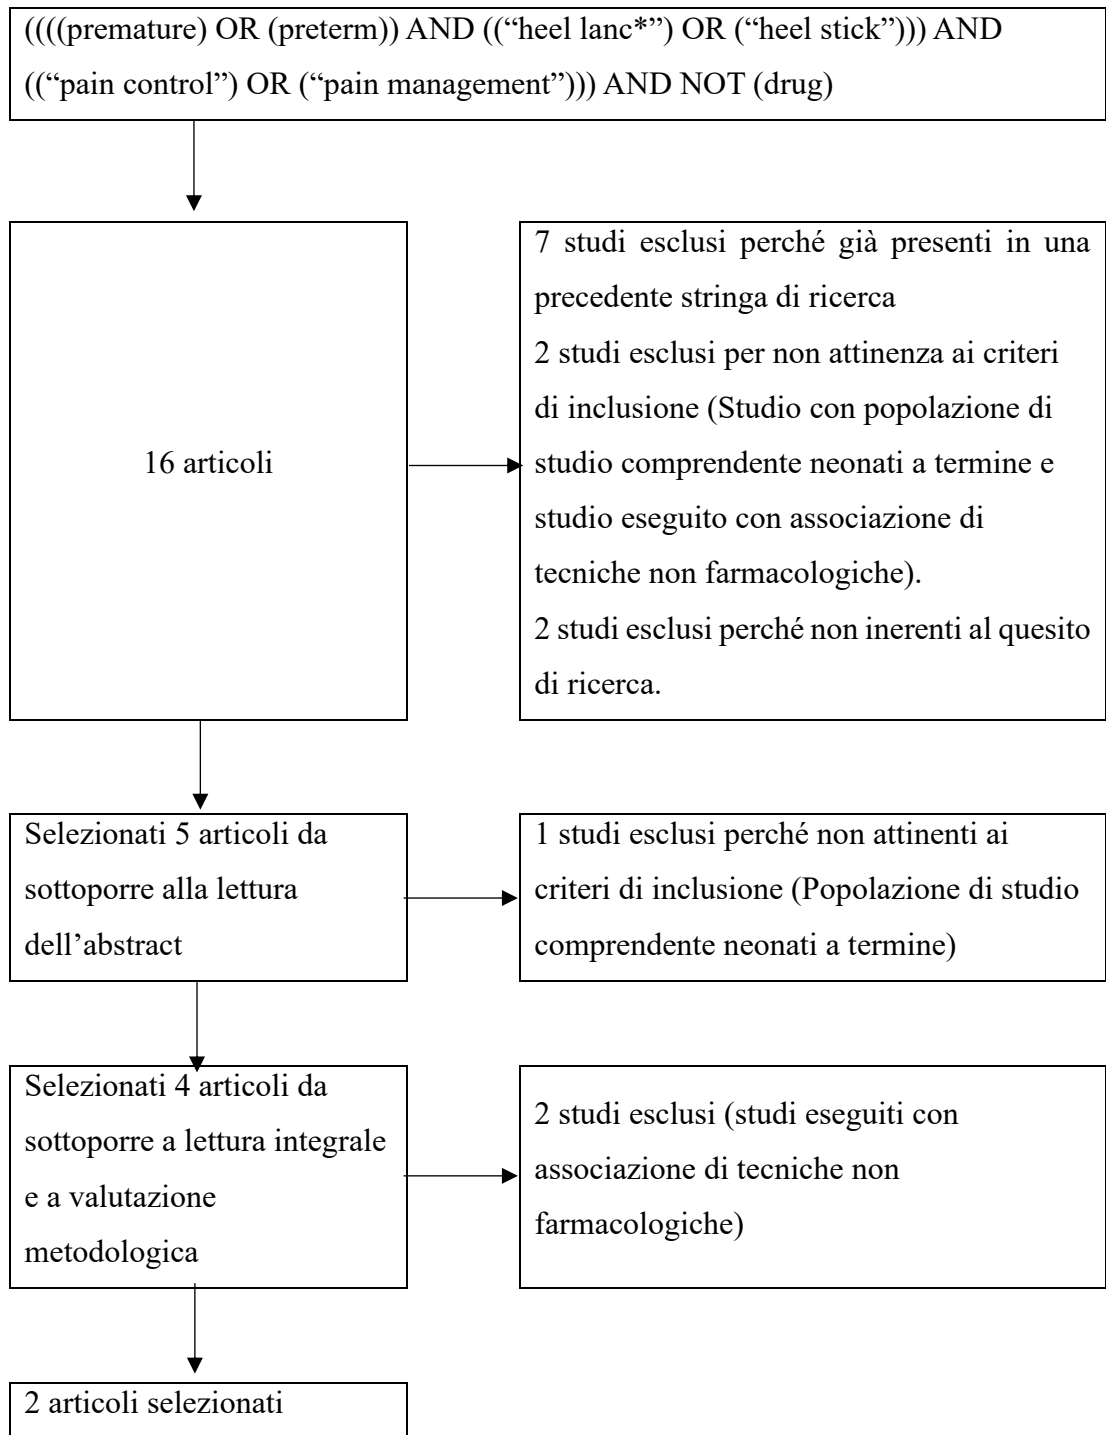 ((((premature) OR (preterm)) AND ((“heel lanc*”) OR (“heel stick”))) AND
((“pain control”) OR (“pain management”))) AND NOT (drug)
16 articoli
7 studi esclusi perché già presenti in una
precedente stringa di ricerca
2 studi esclusi per non attinenza ai criteri
di inclusione (Studio con popolazione di
studio comprendente neonati a termine e
studio eseguito con associazione di
tecniche non farmacologiche).
2 studi esclusi perché non inerenti al quesito
di ricerca.
Selezionati 5 articoli da
sottoporre alla lettura
dell’abstract
1 studi esclusi perché non attinenti ai
criteri di inclusione (Popolazione di studio
comprendente neonati a termine)
Selezionati 4 articoli da
sottoporre a lettura integrale
e a valutazione
metodologica
2 studi esclusi (studi eseguiti con
associazione di tecniche non
farmacologiche)
2 articoli selezionati